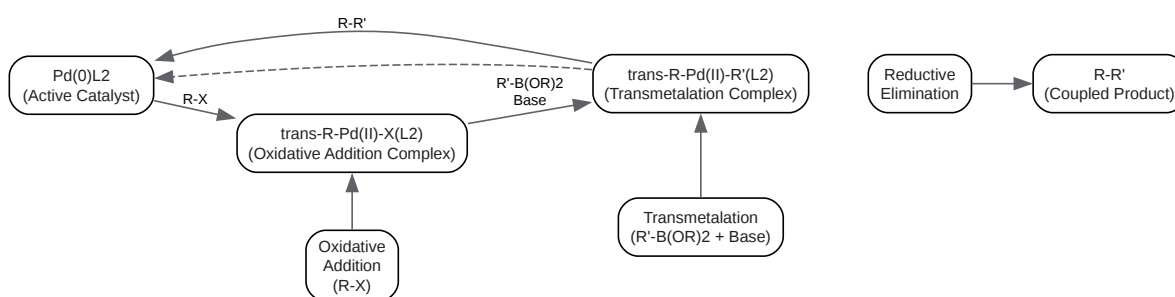 R-R'
Pd(0)L2
(Active Catalyst)
R-X
trans-R-Pd(II)-X(L2)
(Oxidative Addition Complex)
R'-B(OR)2
Base
trans-R-Pd(II)-R'(L2)
(Transmetalation Complex)
Reductive
Elimination
R-R'
(Coupled Product)
Oxidative
Addition
(R-X)
Transmetalation
(R'-B(OR)2 + Base)